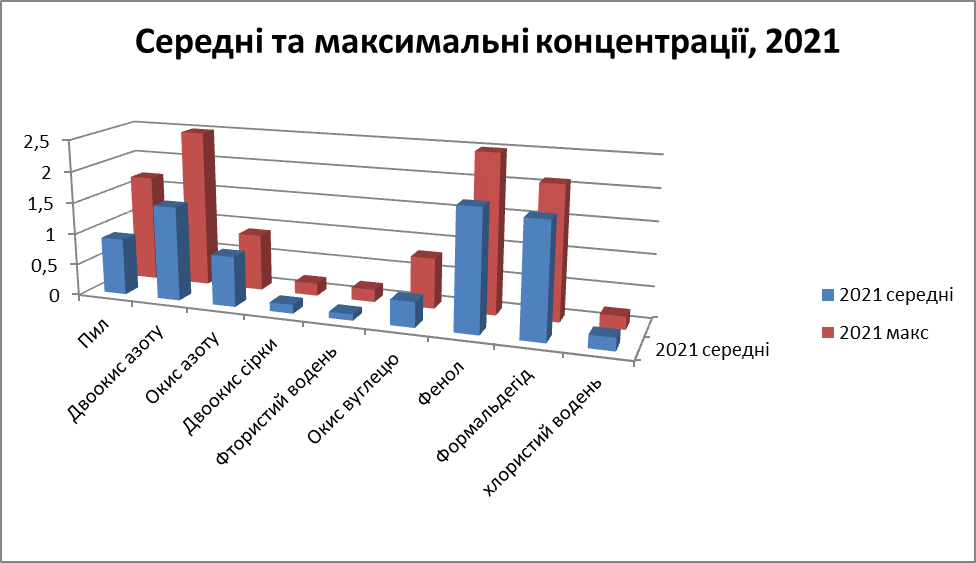 Середні та максимальні концентрації, 2021
2,5
2
1,5
1
0,5
0
Пил
Двоокис азоту
Окис азоту
Двоокис сірки
Фтористий водень
Окис вуглецю
Фенол
Формальдегід
хлористий водень
2021 середні
2021 середні
2021 макс